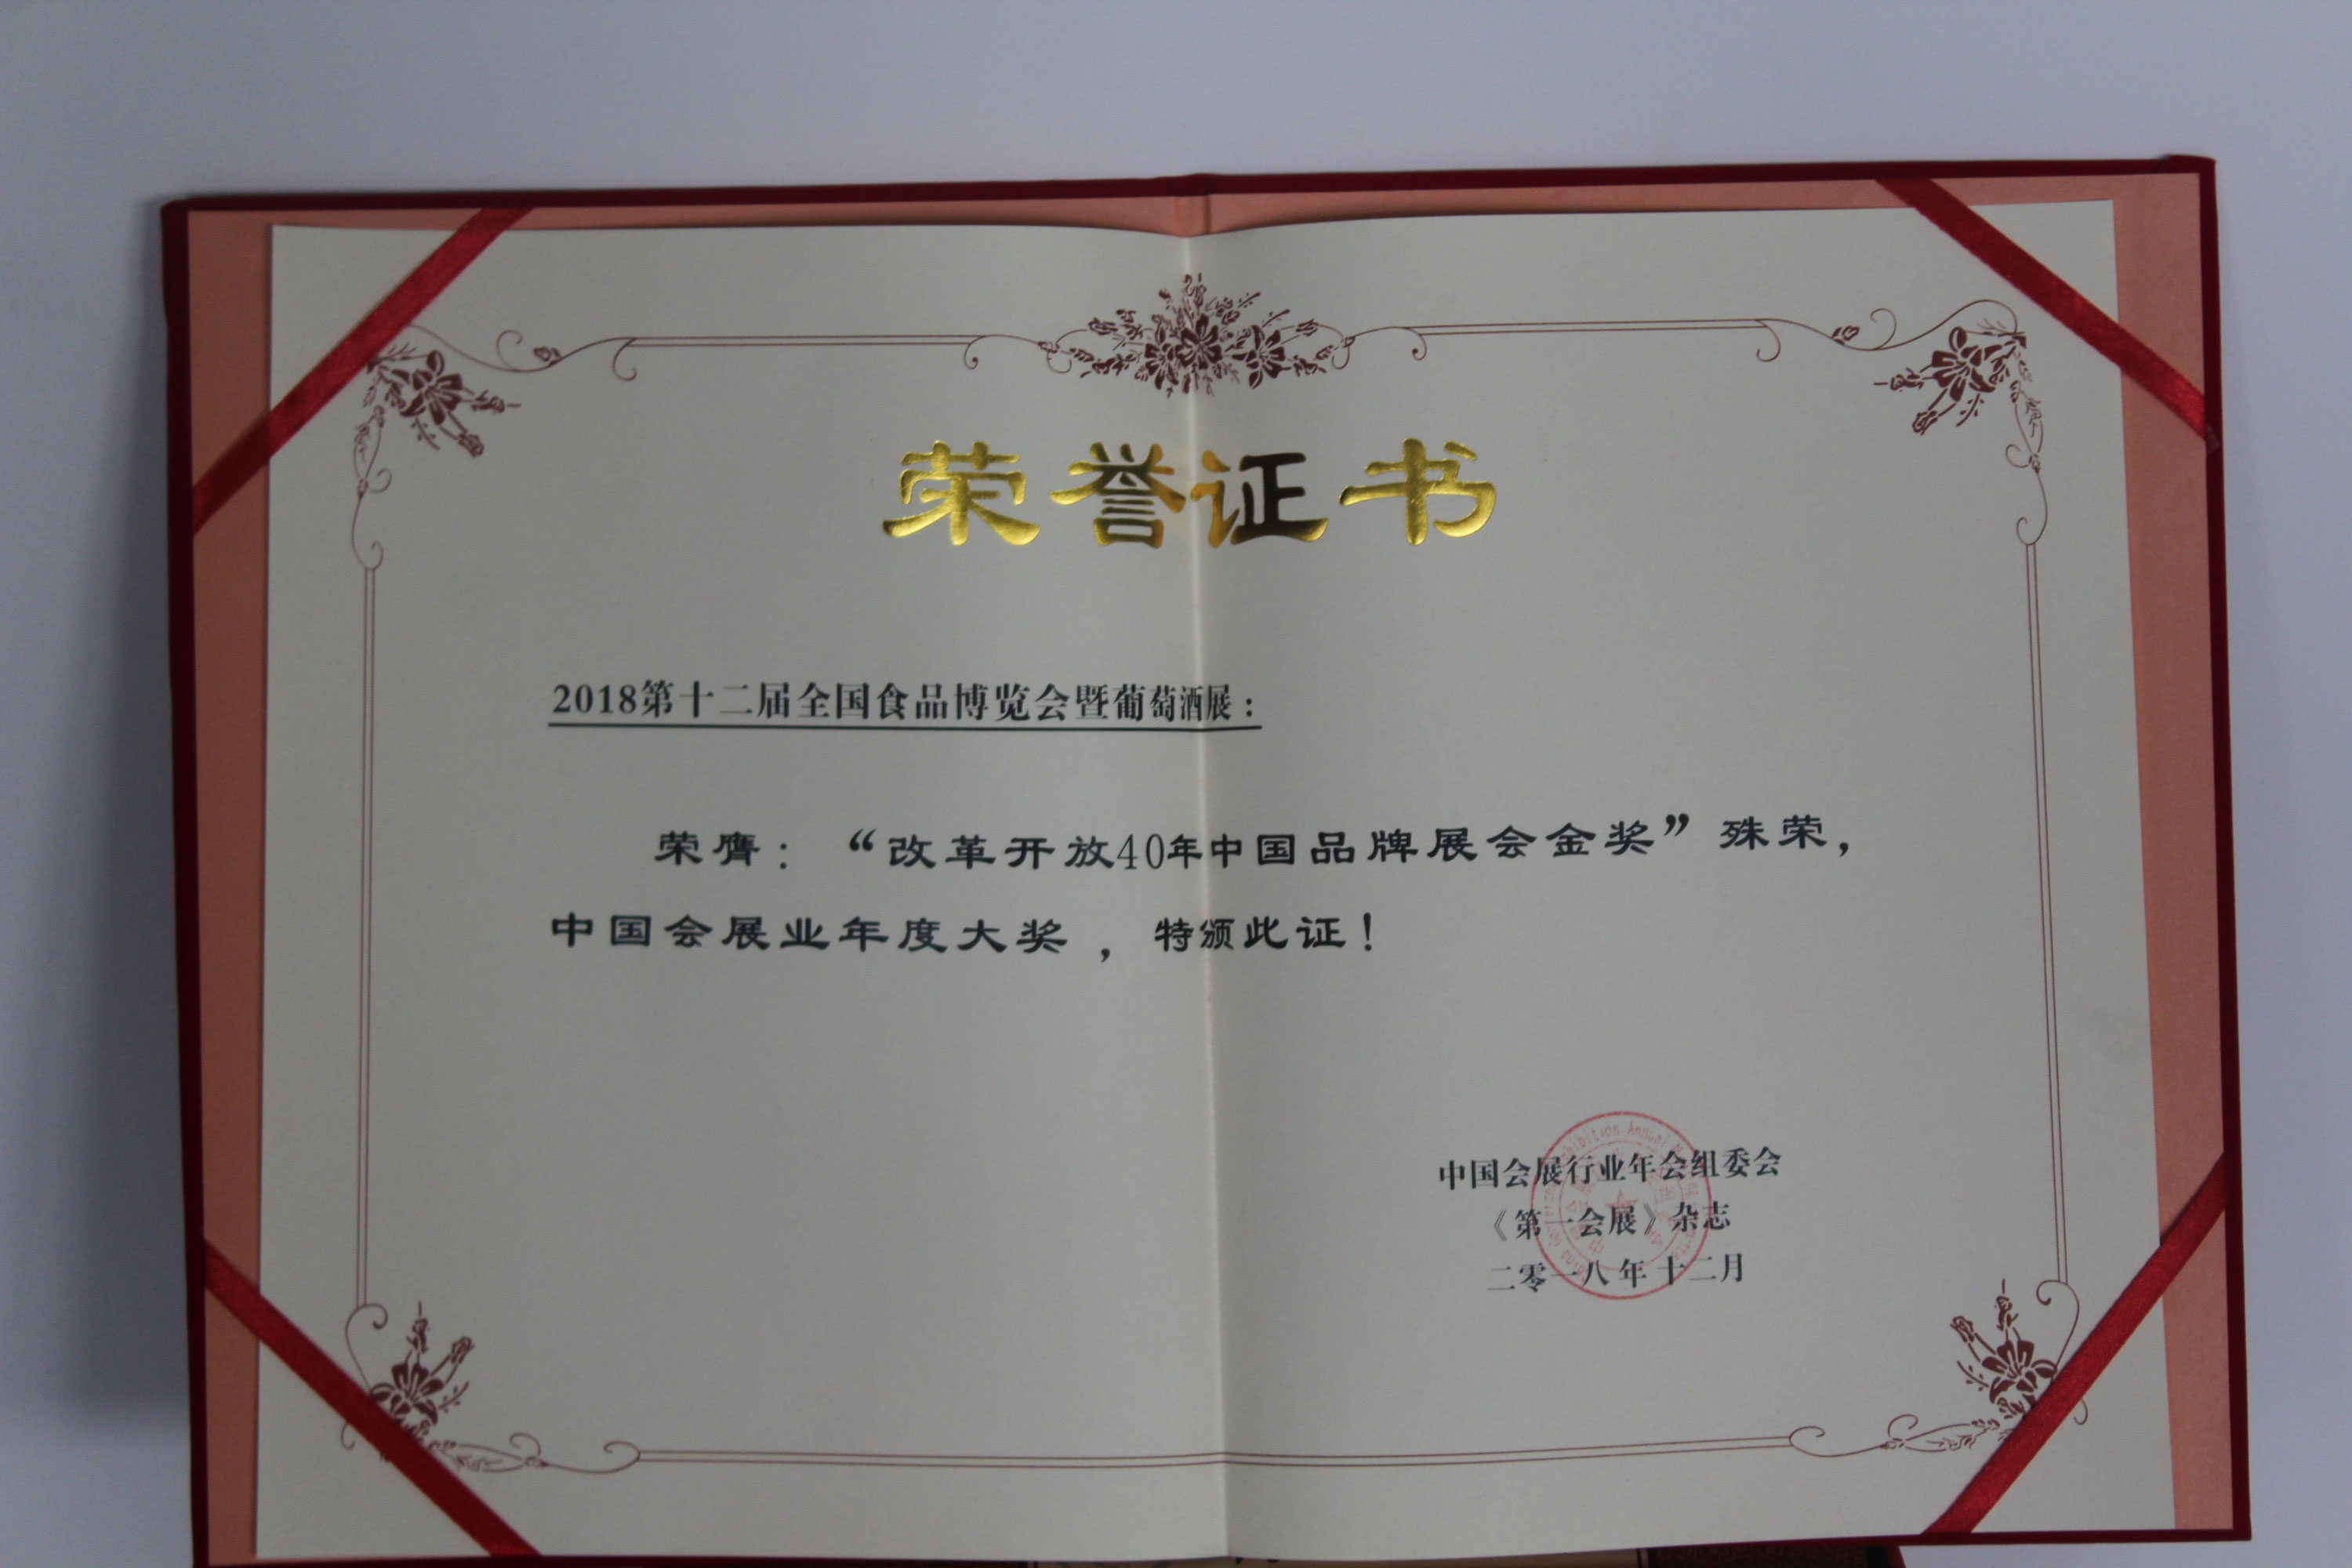 荣誉证书
2018第十二届全国食品博览会暨葡萄酒展：
荣膺：“改革开放40年中国品牌展会金奖”殊荣，
中国会展业年度大奖，特颁此证！
中国会展行业年会组委会
《第一会展》杂志
二零一八年十二月